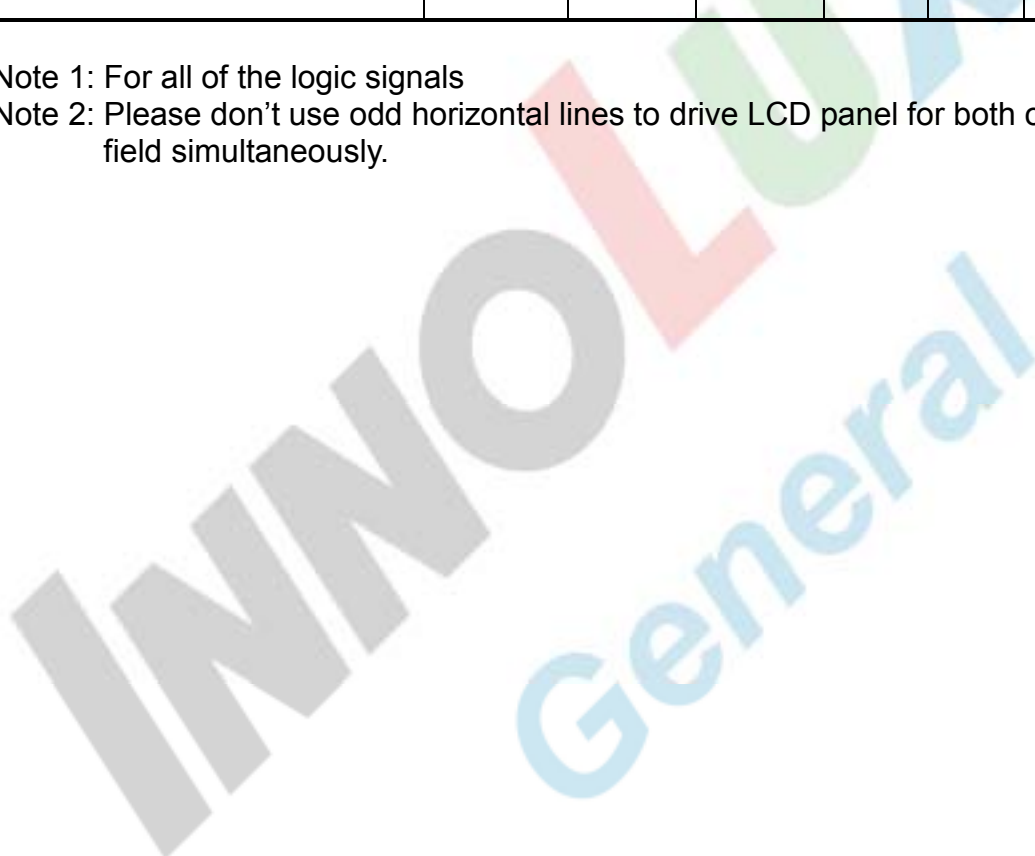 Note 1: For all of the logic signals
Note 2: Please don’t use odd horizontal lines to drive LCD panel for both
field simultaneously.
INNOLUX
General